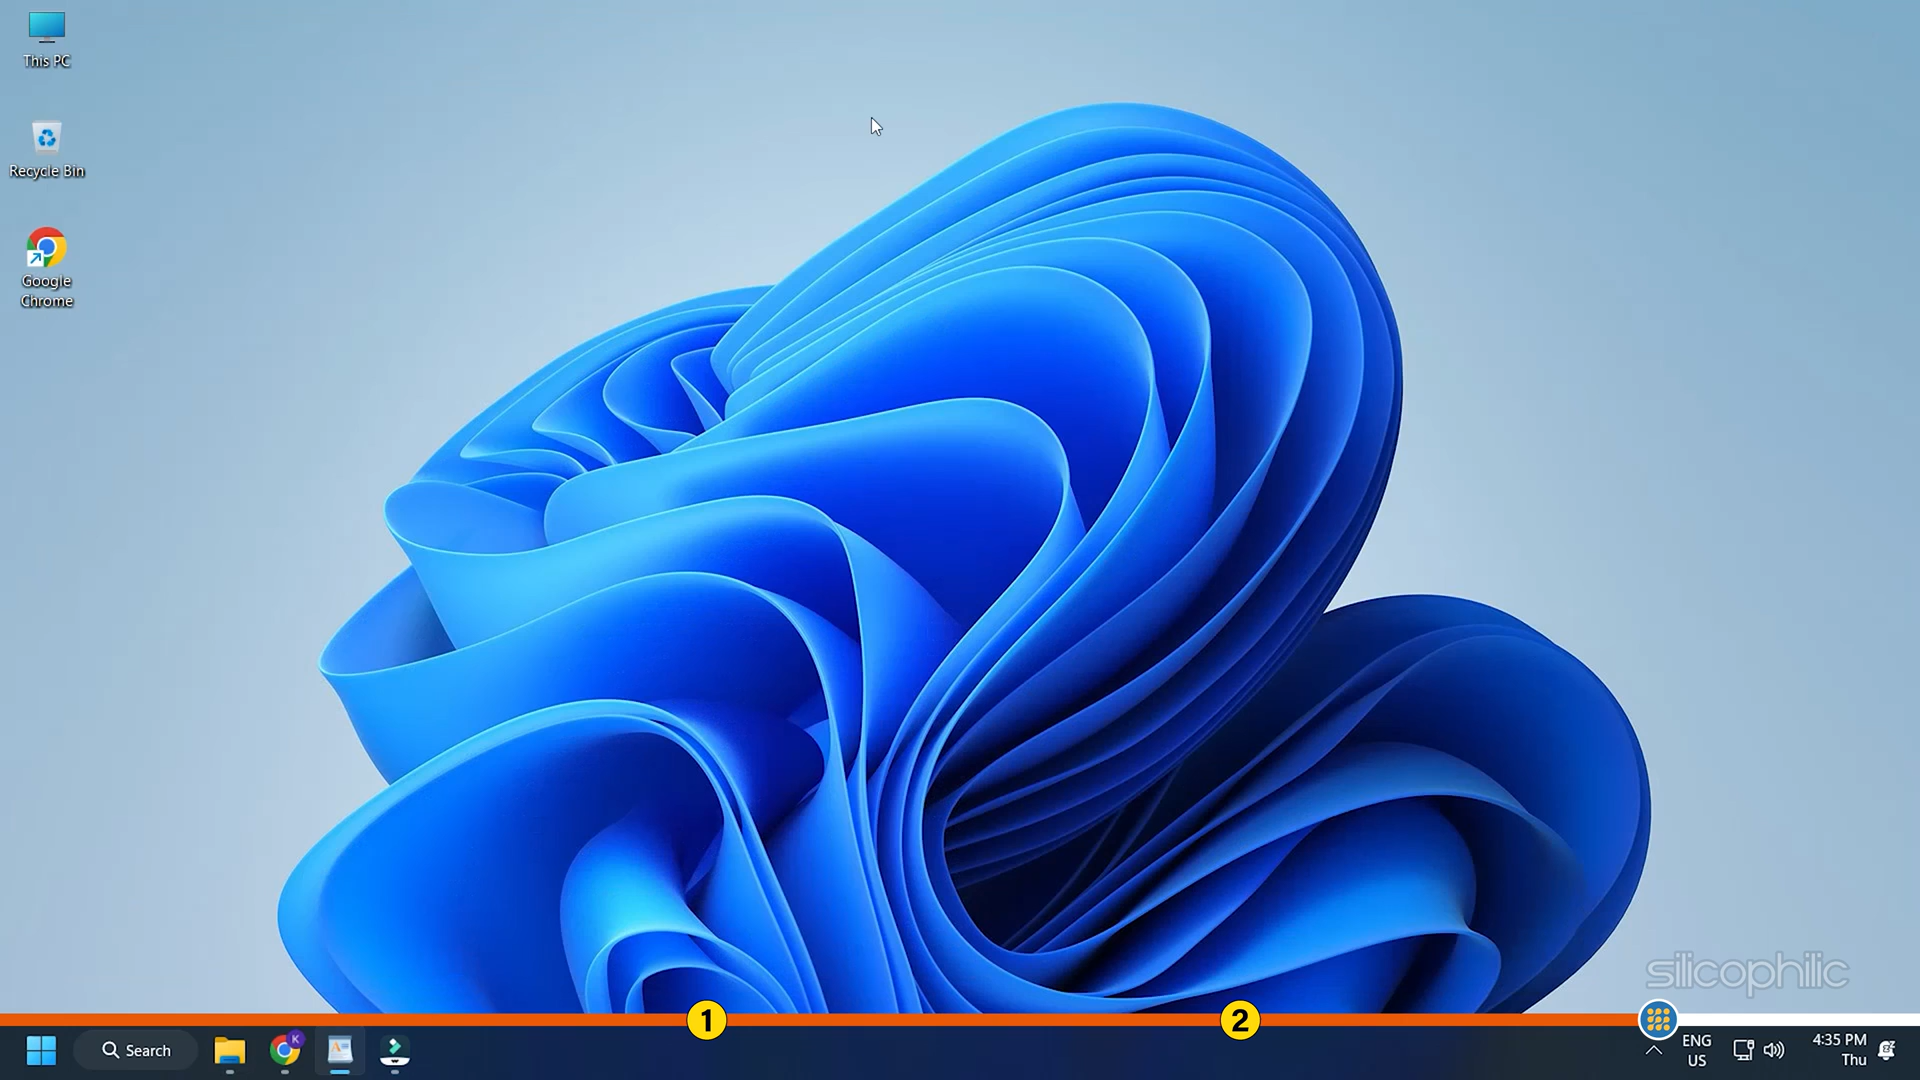 This PC
Recycle Bin
Google
Chrome
silicophilic
1
2
Search
K
ENG
US
4:35 PM
Thu